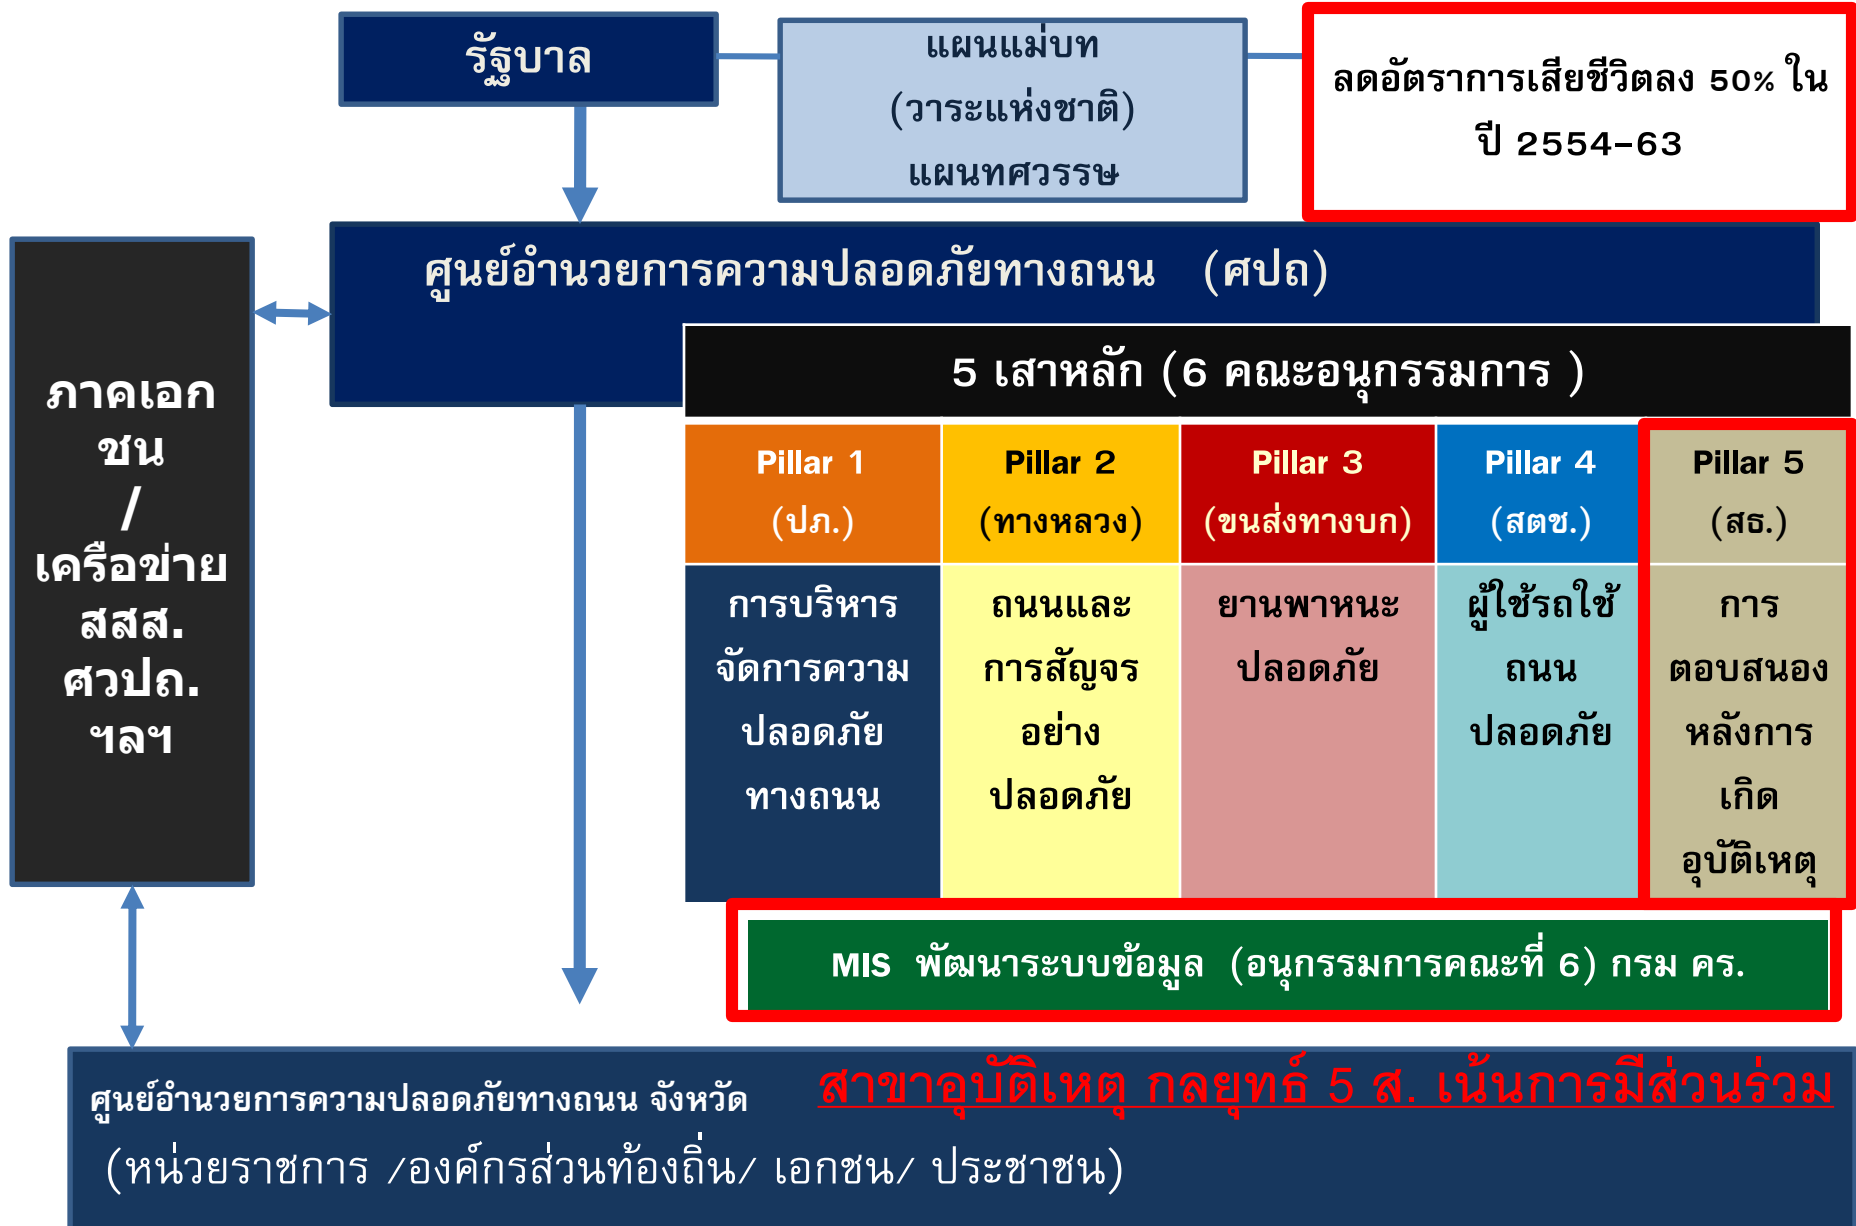 รัฐบาล
แผนแม่บท
(วาระแห่งชาติ)
แผนทศวรรษ
ลดอัตราการเสียชีวิตลง 50% ใน
ปี 2554-63
ศูนย์อำนวยการความปลอดภัยทางถนน (ศปถ)
ภาคเอก
ชน
/
เครือข่าย
สสส.
ศวปถ.
ฯลฯ
5 เสาหลัก (6 คณะอนุกรรมการ )
Pillar 1
(ปภ.)
Pillar 2
(ทางหลวง)
Pillar 3
(ขนส่งทางบก)
Pillar 4
(สตช.)
Pillar 5
(สธ.)
การบริหาร
จัดการความ
ปลอดภัย
ทางถนน
ถนนและ
การสัญจร
อย่าง
ปลอดภัย
ยานพาหนะ
ปลอดภัย
ผู้ใช้รถใช้
ถนน
ปลอดภัย
การ
ตอบสนอง
หลังการ
เกิด
อุบัติเหตุ
MIS พัฒนาระบบข้อมูล (อนุกรรมการคณะที่ 6) กรม คร.
ศูนย์อำนวยการความปลอดภัยทางถนน จังหวัด
สาขาอุบัติเหตุ กลยุทธ์ 5 ส. เน้นการมีส่วนร่วม
(หน่วยราชการ /องค์กรส่วนท้องถิ่น/ เอกชน/ ประชาชน)